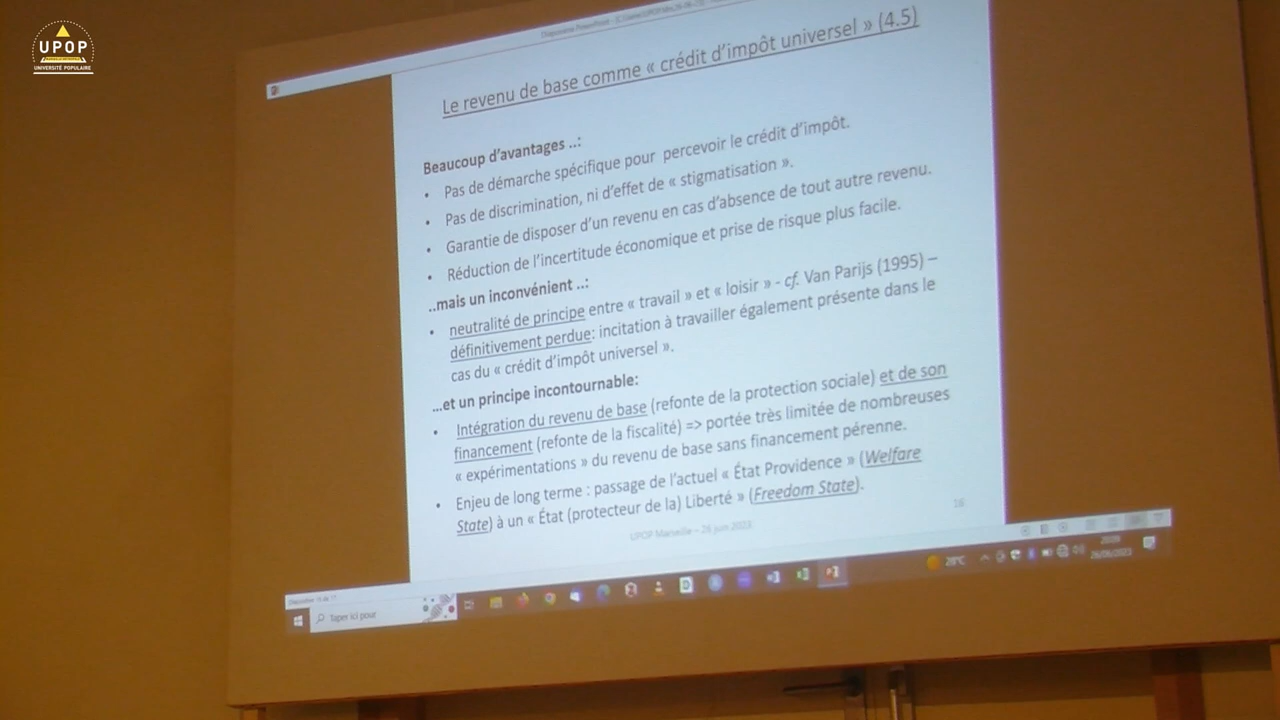 UPOP
UNIVERSITÉ POPULAIRE
Le revenu de base comme « crédit d'impôt universel » (4.5)
Beaucoup d'avantages ..:
• Pas de démarche spécifique pour percevoir le crédit d'impôt.
• Pas de discrimination, ni d'effet de « stigmatisation ».
• Garantie de disposer d'un revenu en cas d'absence de tout autre revenu.
• Réduction de l'incertitude économique et prise de risque plus facile.
..mais un inconvénient ..:
• neutralité de principe entre « travail » et « loisir » - cf. Van Parijs (1995) –
définitivement perdue: incitation à travailler également présente dans le
cas du « crédit d'impôt universel ».
...et un principe incontournable:
• Intégration du revenu de base (refonte de la protection sociale) et de son
financement (refonte de la fiscalité) => portée très limitée de nombreuses
« expérimentations » du revenu de base sans financement pérenne.
• Enjeu de long terme : passage de l'actuel « État Providence » (Welfare
State) à un « État (protecteur de la) Liberté » (Freedom State).
UPOP Marseille – 26 juin 2023
16
Taper ici pour
28°C
20:09
26/06/2023